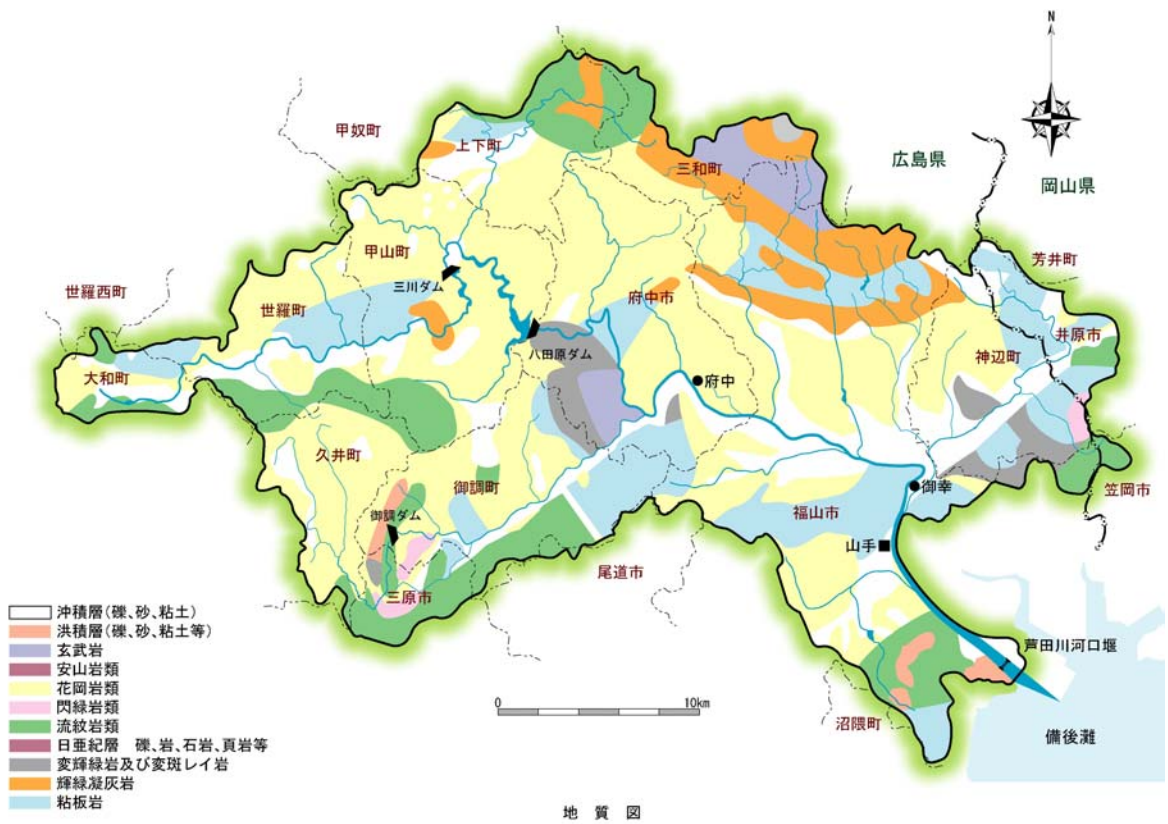 N
甲奴町
上下町
三和町
広島県
岡山県
芳井町
甲山町
三川ダム
世羅西町
世羅町
府中市
井原市
八田原ダム
神辺町
大和町
府中
久井町
御調町
御幸
笠岡市
御調ダム
福山市
山手
尾道市
三原市
芦田川河口堰
沼隈町
備後灘
0 10km
沖積層(礫、砂、粘土)
洪積層(礫、砂、粘土等)
玄武岩
安山岩類
花岡岩類
閃緑岩類
流紋岩類
日亜紀層 礫、岩、石岩、頁岩等
変輝緑岩及び変斑レイ岩
輝緑凝灰岩
粘板岩
地質図